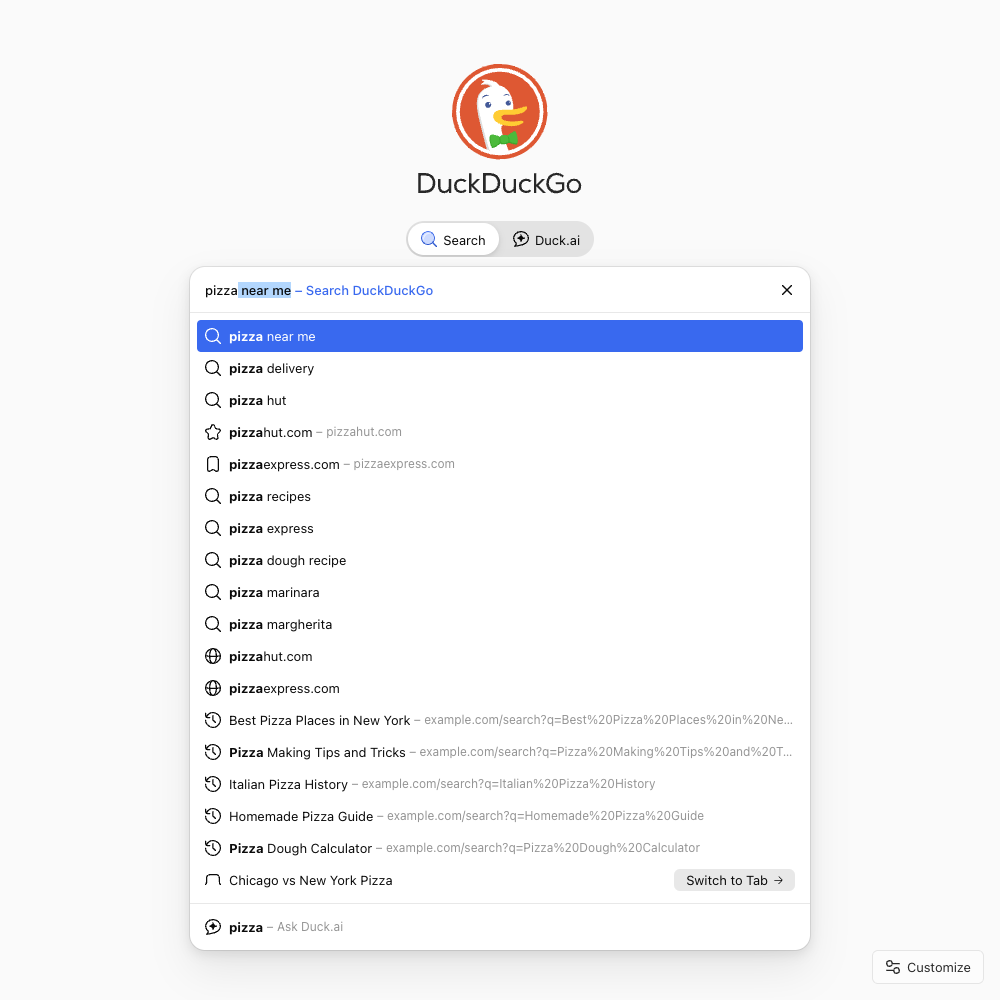 DuckDuckGo
Search Duck.ai
pizza near me – Search DuckDuckGo
pizza near me
pizza delivery
pizza hut
pizzahut.com – pizzahut.com
pizzaexpress.com – pizzaexpress.com
pizza recipes
pizza express
pizza dough recipe
pizza marinara
pizza margherita
pizzahut.com
pizzaexpress.com
Best Pizza Places in New York – example.com/search?q=Best%20Pizza%20Places%20in%20Ne...
Pizza Making Tips and Tricks – example.com/search?q=Pizza%20Making%20Tips%20and%20T...
Italian Pizza History – example.com/search?q=Italian%20Pizza%20History
Homemade Pizza Guide – example.com/search?q=Homemade%20Pizza%20Guide
Pizza Dough Calculator – example.com/search?q=Pizza%20Dough%20Calculator
Chicago vs New York Pizza Switch to Tab →
pizza – Ask Duck.ai
Customize